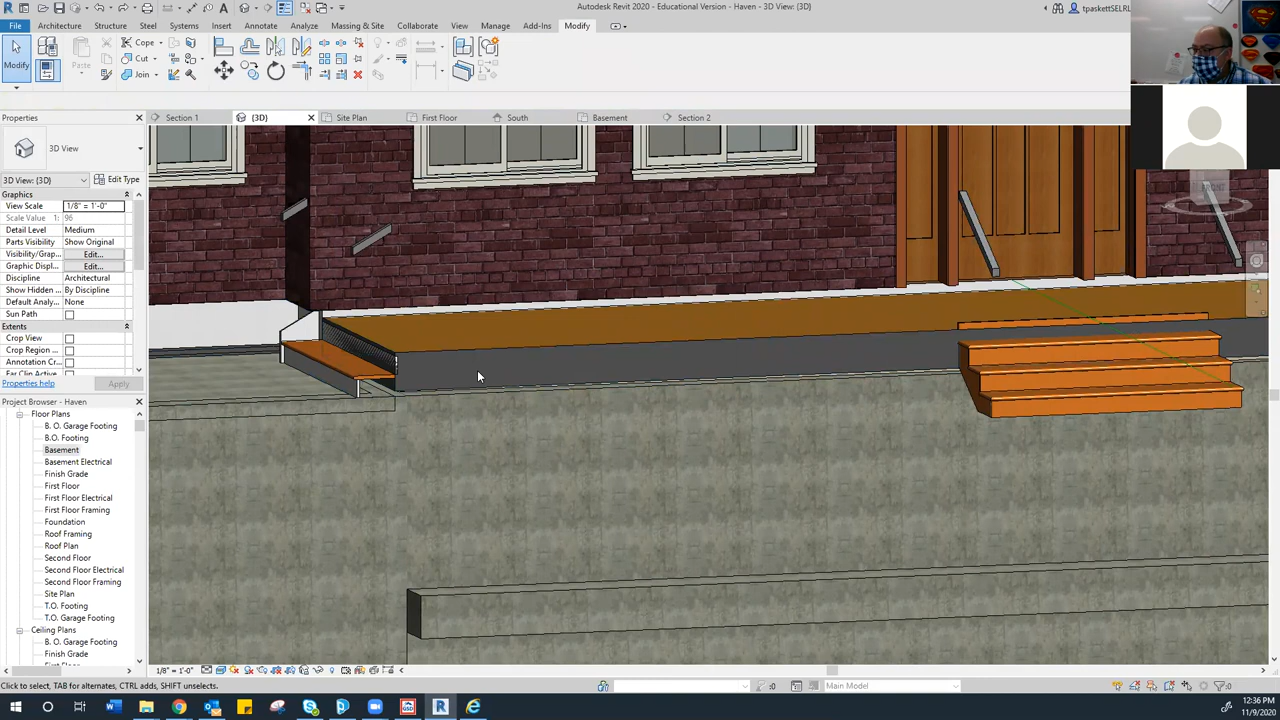 Autodesk Revit 2020 - Educational Version - Haven - 3D View: {3D}
tpaskettSELRL...
File Architecture Structure Steel Systems Insert Annotate Analyze Massing & Site Collaborate View Manage Add-Ins Modify
Modify Paste Cope Cut Join
Properties
Section 1 {3D} Site Plan First Floor South Basement Section 2
3D View
FRONT
3D View: {3D} Edit Type
Graphics
View Scale 1/8" = 1'-0"
Scale Value 1: 96
Detail Level Medium
Parts Visibility Show Original
Visibility/Grap... Edit...
Graphic Displ... Edit...
Discipline Architectural
Show Hidden ... By Discipline
Default Analy... None
Sun Path
Extents
Crop View
Crop Region ...
Annotation Cr...
Far Clip Active
Properties help Apply
Project Browser - Haven
Floor Plans
B. O. Garage Footing
B.O. Footing
Basement
Basement Electrical
Finish Grade
First Floor
First Floor Electrical
First Floor Framing
Foundation
Roof Framing
Roof Plan
Second Floor
Second Floor Electrical
Second Floor Framing
Site Plan
T.O. Footing
T.O. Garage Footing
Ceiling Plans
B. O. Garage Footing
Finish Grade
1/8" = 1'-0"
Click to select, TAB for alternates, CTRL adds, SHIFT unselects.
:0 Main Model :0
12:36 PM
11/9/2020